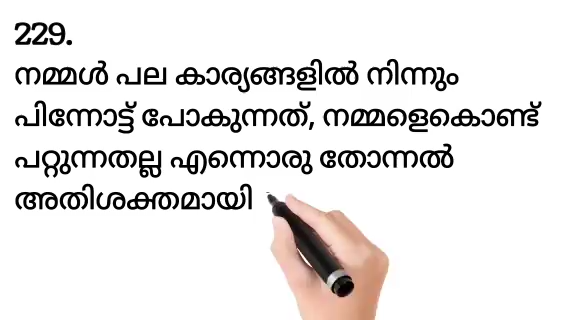 229.
നമ്മൾ പല കാര്യങ്ങളിൽ നിന്നും
പിന്നോട്ട് പോകുന്നത്, നമ്മളെകൊണ്ട്
പറ്റുന്നതല്ല എന്നൊരു തോന്നൽ
അതിശക്തമായി